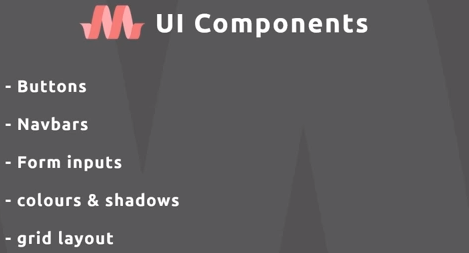 UI Components
- Buttons
- Navbars
- Form inputs
- colours & shadows
- grid layout